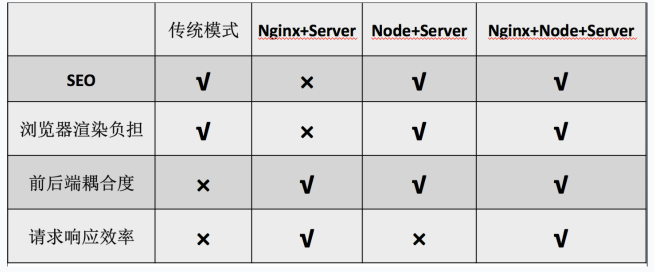 传统模式 Nginx+Server Node+Server Nginx+Node+Server
SEO √ × √ √
浏览器渲染负担 √ × √ √
前后端耦合度 × √ √ √
请求响应效率 × √ × √